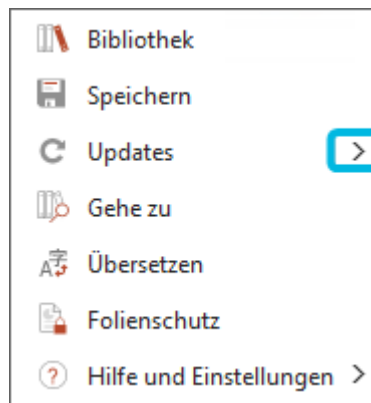 Bibliothek
Speichern
Updates
Gehe zu
Übersetzen
Folienschutz
Hilfe und Einstellungen